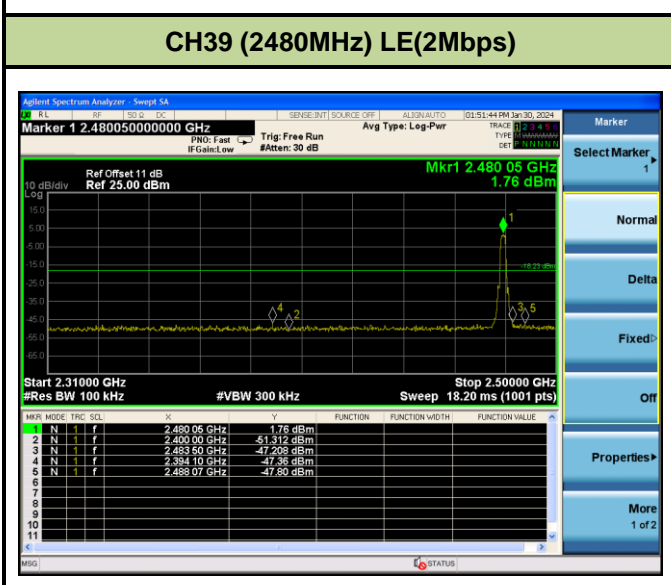 CH39 (2480MHz) LE(2Mbps)
Agilent Spectrum Analyzer - Swept SA
RL RF 50 Ω DC SENSE:INT SOURCE OFF ALIGN AUTO 01:51:44 PM Jan 30, 2024
Marker 1 2.480050000000 GHz
PNO: Fast
IFGain:Low
Trig: Free Run
#Atten: 30 dB
Avg Type: Log-Pwr
TRACE 1 2 3 4 5 6
TYPE
DET P N N N N N
Ref Offset 11 dB
10 dB/div Ref 25.00 dBm
Log
Mkr1 2.480 05 GHz
1.76 dBm
15.0
5.00
-5.00
-15.0
-25.0
-35.0
-45.0
-55.0
-65.0
1
-18.23 dBm
4 2 3 5
Start 2.31000 GHz Stop 2.50000 GHz
#Res BW 100 kHz #VBW 300 kHz Sweep 18.20 ms (1001 pts)
MKR MODE TRC SCL X Y FUNCTION FUNCTION WIDTH FUNCTION VALUE
1 N 1 f 2.480 05 GHz 1.76 dBm
2 N 1 f 2.400 00 GHz -51.312 dBm
3 N 1 f 2.483 50 GHz -47.208 dBm
4 N 1 f 2.394 10 GHz -47.36 dBm
5 N 1 f 2.488 07 GHz -47.80 dBm
6
7
8
9
10
11
MSG STATUS
Marker
Select Marker
1
Normal
Delta
Fixed
Off
Properties
More
1 of 2